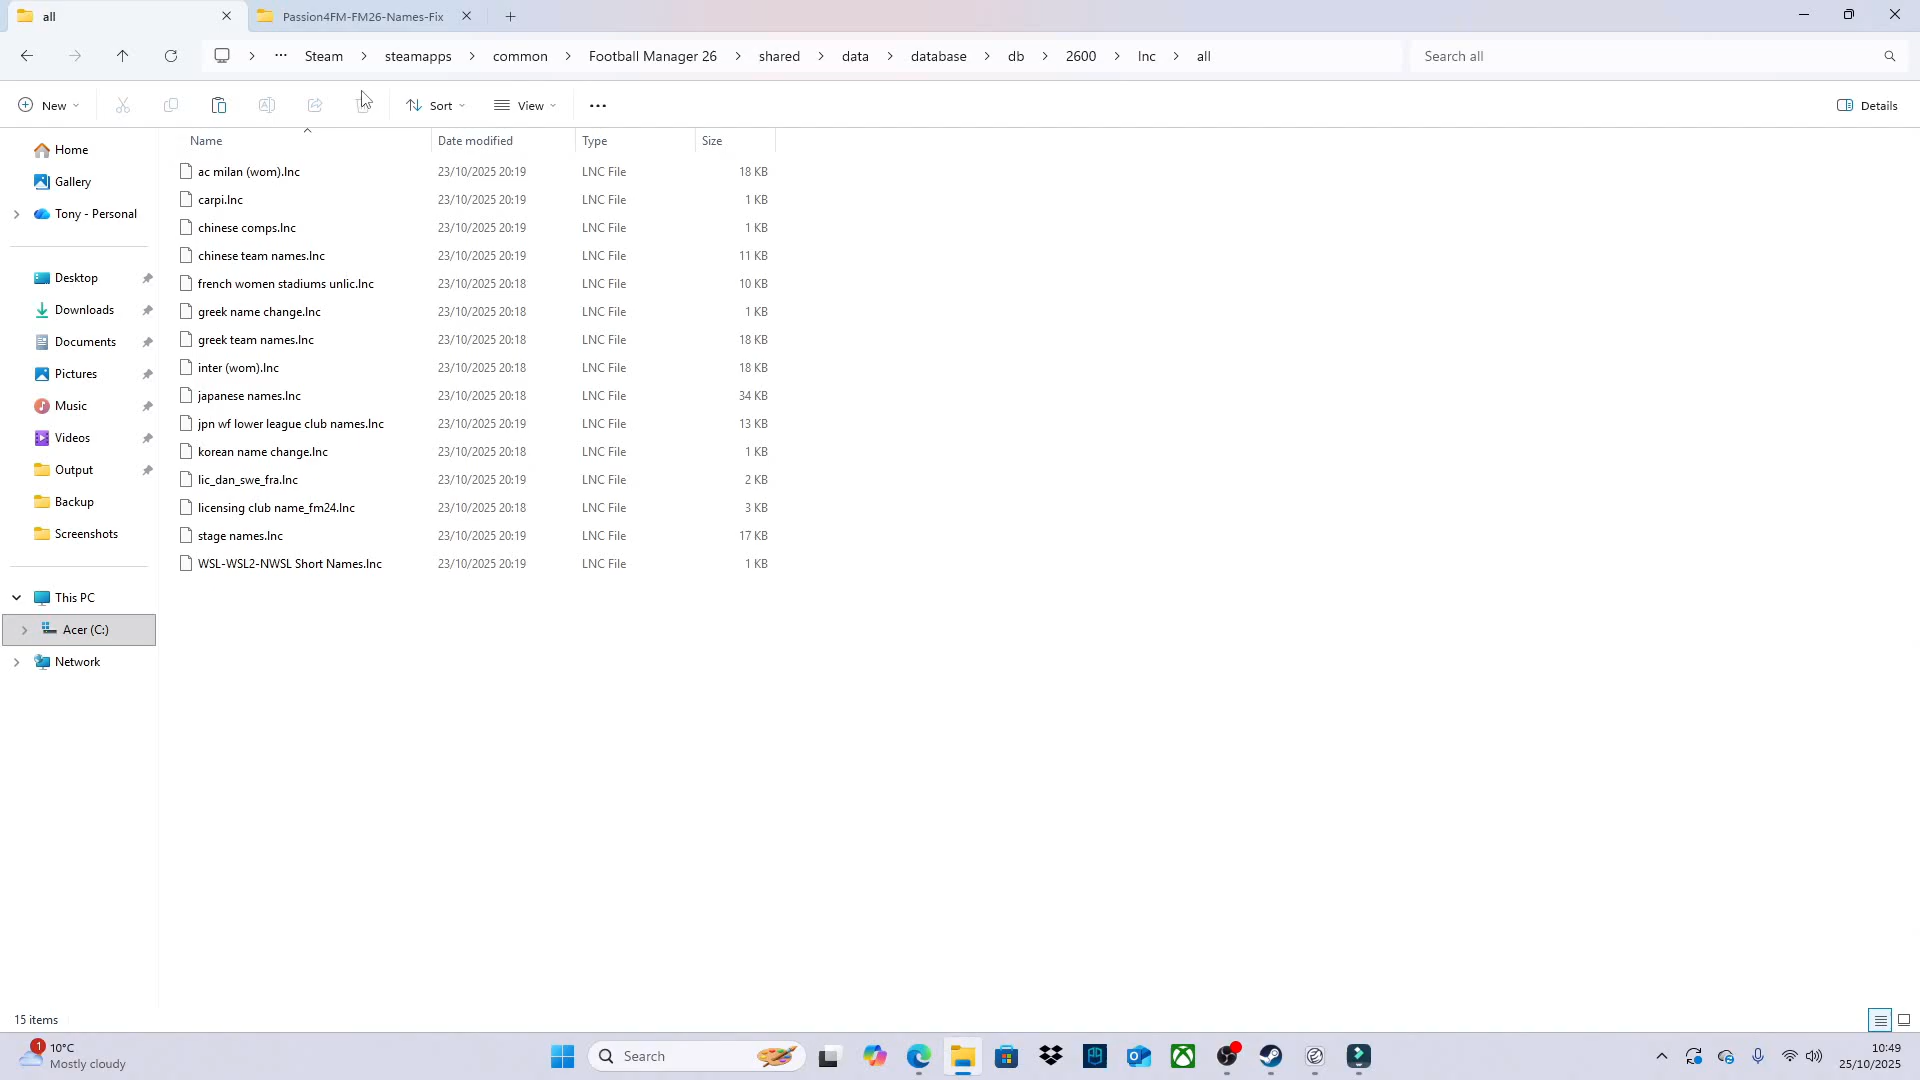 all
Passion4FM-FM26-Names-Fix
Steam
steamapps
common
Football Manager 26
shared
data
database
db
2600
lnc
all
Search all
New
Sort
View
Details
Name
Date modified
Type
Size
Home
Gallery
Tony - Personal
Desktop
Downloads
Documents
Pictures
Music
Videos
Output
Backup
Screenshots
This PC
Acer (C:)
Network
ac milan (wom).lnc 23/10/2025 20:19 LNC File 18 KB
carpi.lnc 23/10/2025 20:19 LNC File 1 KB
chinese comps.lnc 23/10/2025 20:19 LNC File 1 KB
chinese team names.lnc 23/10/2025 20:19 LNC File 11 KB
french women stadiums unlic.lnc 23/10/2025 20:18 LNC File 10 KB
greek name change.lnc 23/10/2025 20:18 LNC File 1 KB
greek team names.lnc 23/10/2025 20:18 LNC File 18 KB
inter (wom).lnc 23/10/2025 20:18 LNC File 18 KB
japanese names.lnc 23/10/2025 20:18 LNC File 34 KB
jpn wf lower league club names.lnc 23/10/2025 20:19 LNC File 13 KB
korean name change.lnc 23/10/2025 20:18 LNC File 1 KB
lic_dan_swe_fra.lnc 23/10/2025 20:19 LNC File 2 KB
licensing club name_fm24.lnc 23/10/2025 20:18 LNC File 3 KB
stage names.lnc 23/10/2025 20:19 LNC File 17 KB
WSL-WSL2-NWSL Short Names.lnc 23/10/2025 20:19 LNC File 1 KB
15 items
1
10°C
Mostly cloudy
Search
10:49
25/10/2025